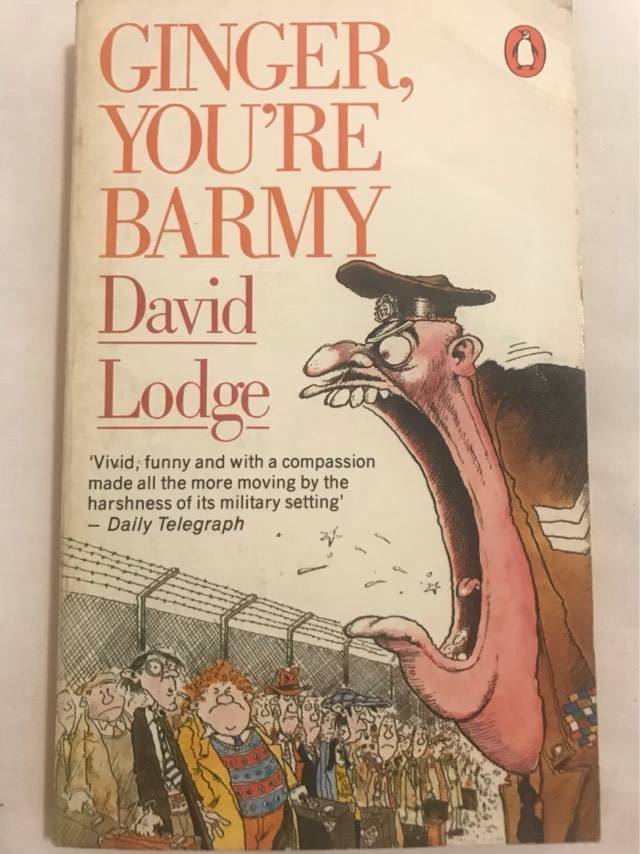 GINGER,
YOU'RE
BARMY
David
Lodge
'Vivid, funny and with a compassion
made all the more moving by the
harshness of its military setting'
– Daily Telegraph